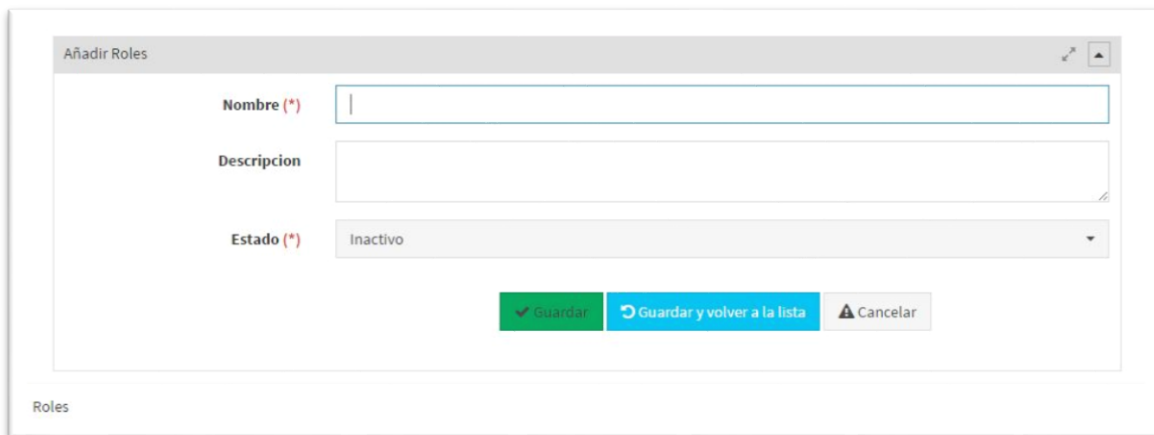 Añadir Roles
Nombre (*)
Descripcion
Estado (*) Inactivo
Guardar Guardar y volver a la lista Cancelar
Roles